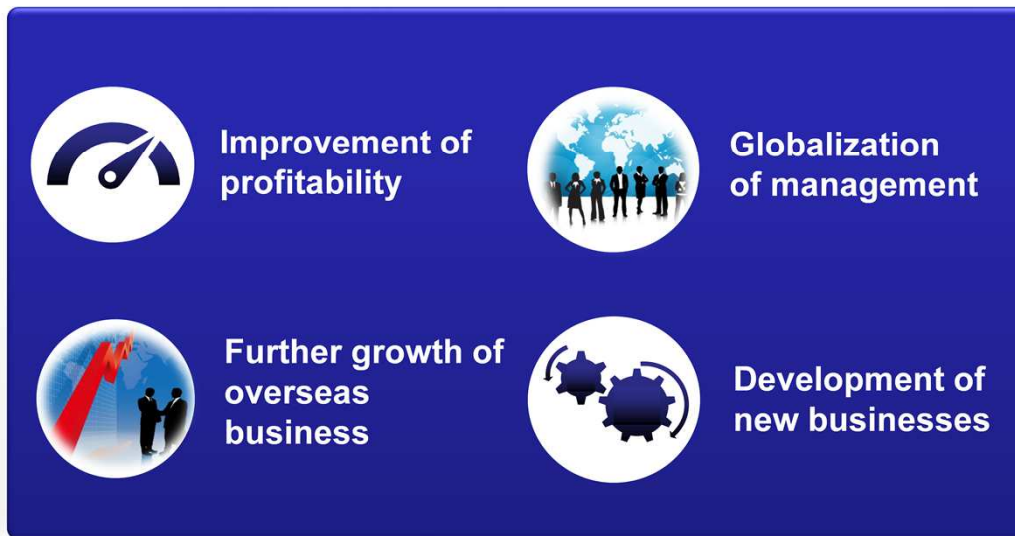 Improvement of
profitability
Globalization
of management
Further growth of
overseas
business
Development of
new businesses